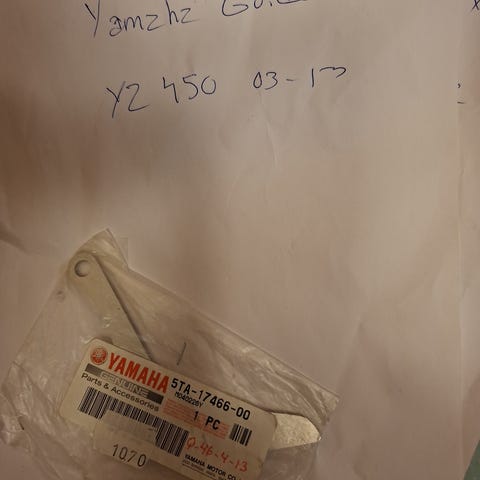 Yamaha
YZ 450 03-13
YAMAHA
GENUINE
Parts & Accessories
5TA-17466-00
MO40226Y
1 PC
Q-46-4-13
YAMAHA MOTOR CO
1070